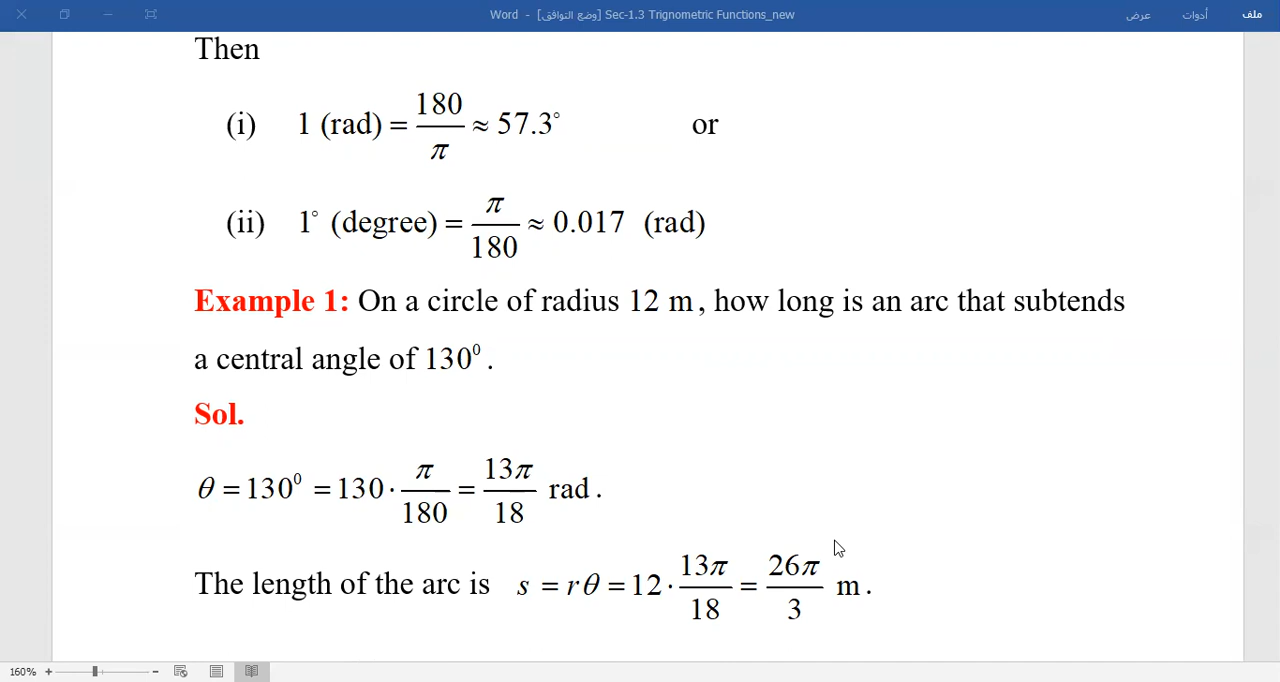 Word - [وضع التوافق] Sec-1.3 Trignometric Functions_new
عرض أدوات ملف
Then
(i) 1 (rad) = 180/π ≈ 57.3° or
(ii) 1° (degree) = π/180 ≈ 0.017 (rad)
Example 1: On a circle of radius 12 m, how long is an arc that subtends
a central angle of 130⁰ .
Sol.
θ = 130⁰ = 130 · π/180 = 13π/18 rad .
The length of the arc is s = r θ = 12 · 13π/18 = 26π/3 m .
160%